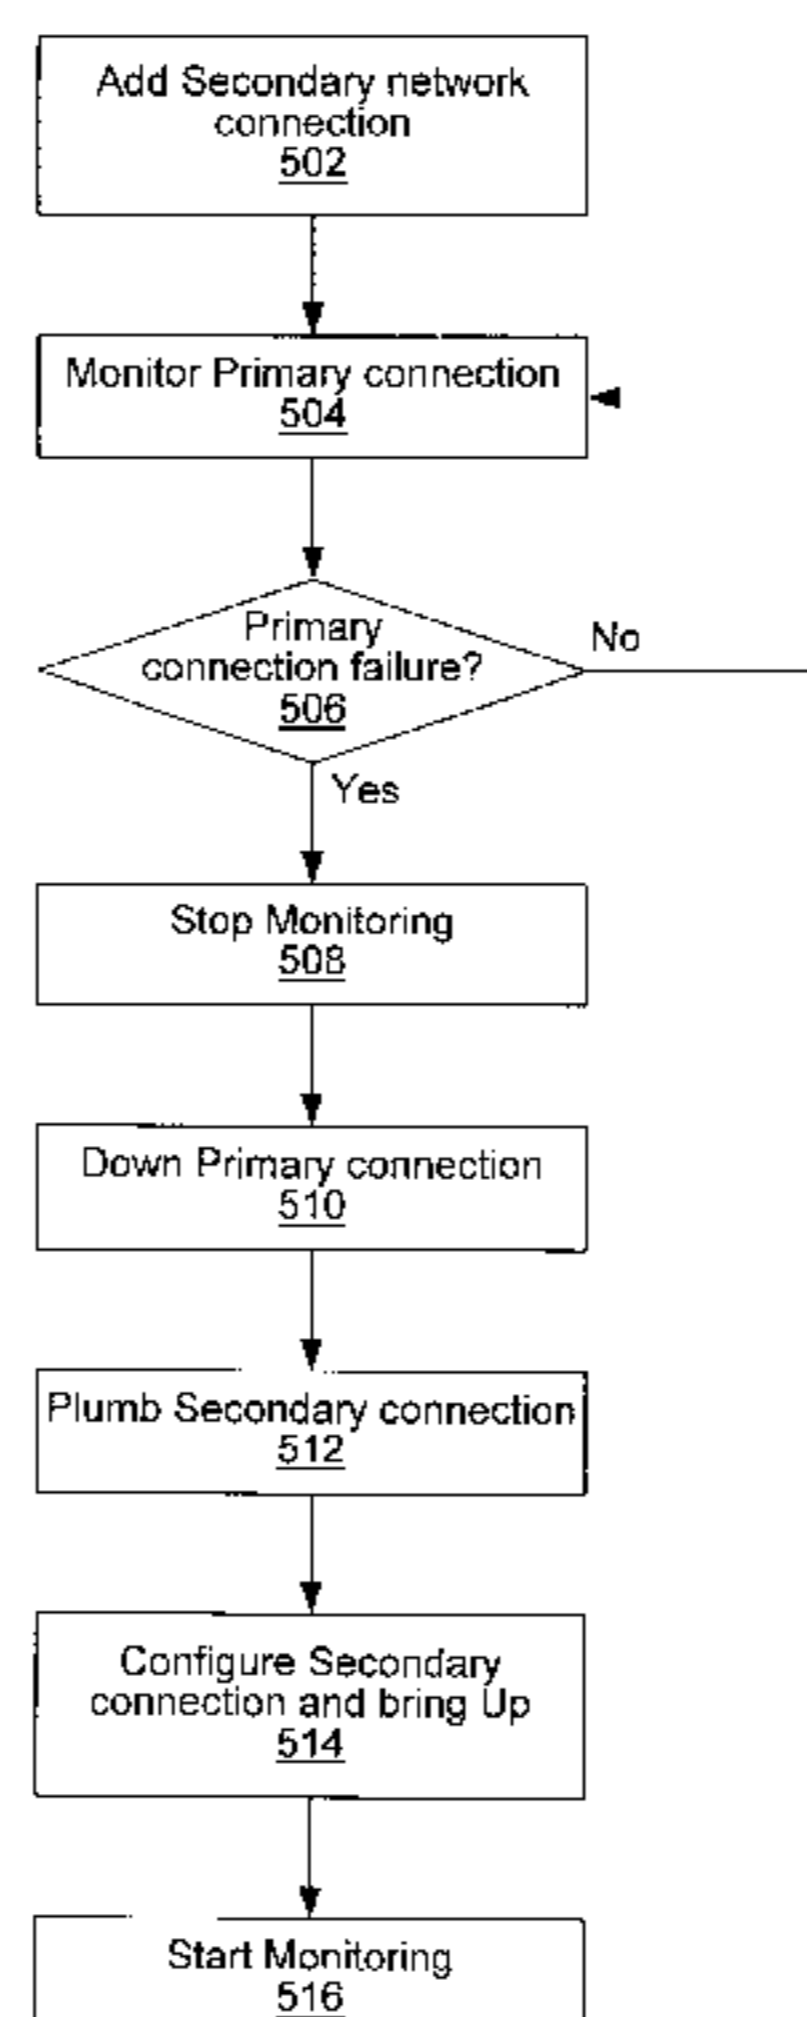 Add Secondary network
connection
502
Monitor Primary connection
504
Primary
connection failure?
506
No
Yes
Stop Monitoring
508
Down Primary connection
510
Plumb Secondary connection
512
Configure Secondary
connection and bring Up
514
Start Monitoring
516